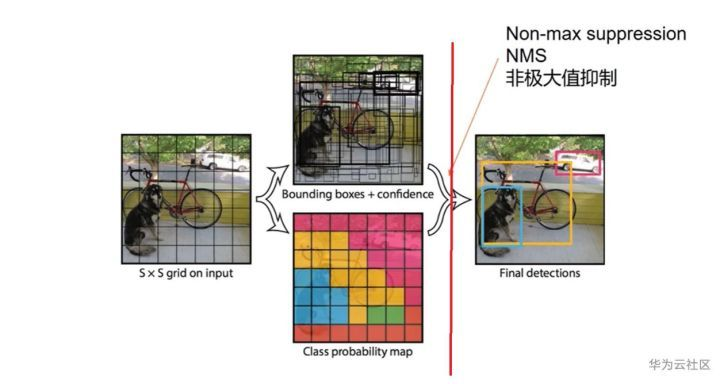 Non-max suppression
NMS
非极大值抑制
Bounding boxes + confidence
S × S grid on input
Final detections
Class probability map
华为云社区